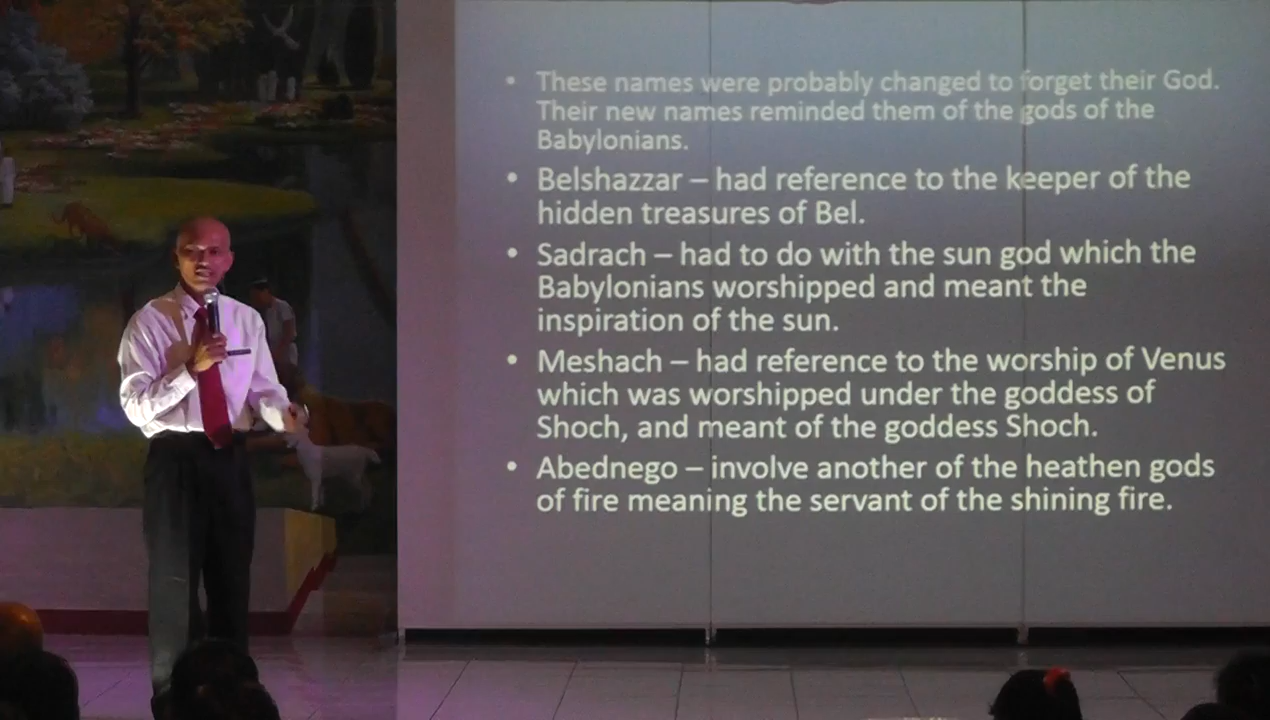 • These names were probably changed to forget their God.
Their new names reminded them of the gods of the
Babylonians.
• Belshazzar – had reference to the keeper of the
hidden treasures of Bel.
• Sadrach – had to do with the sun god which the
Babylonians worshipped and meant the
inspiration of the sun.
• Meshach – had reference to the worship of Venus
which was worshipped under the goddess of
Shoch, and meant of the goddess Shoch.
• Abednego – involve another of the heathen gods
of fire meaning the servant of the shining fire.